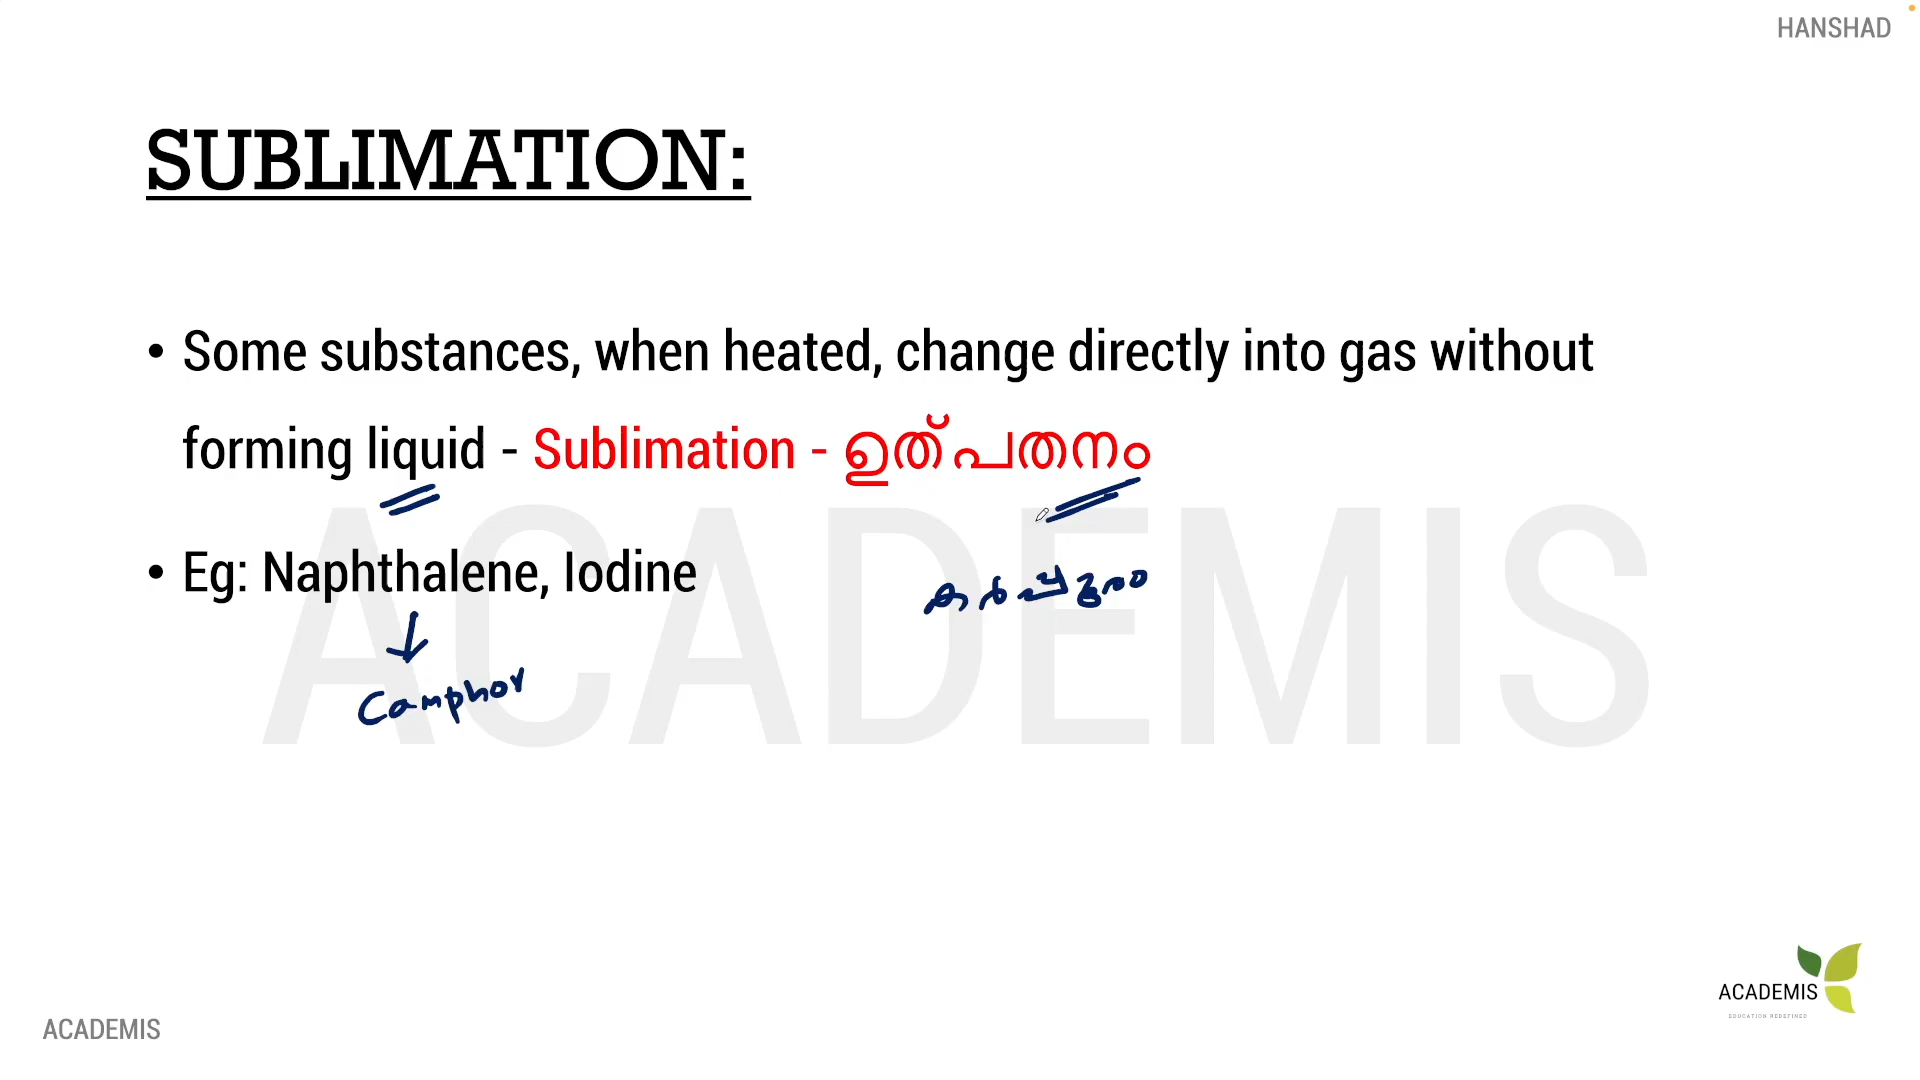 HANSHAD
SUBLIMATION:
• Some substances, when heated, change directly into gas without
forming liquid - Sublimation - ഉത്പതനം
ACADEMIS
• Eg: Naphthalene, Iodine
കർപ്പൂരം
Camphor
ACADEMIS
EDUCATION REDEFINED
ACADEMIS